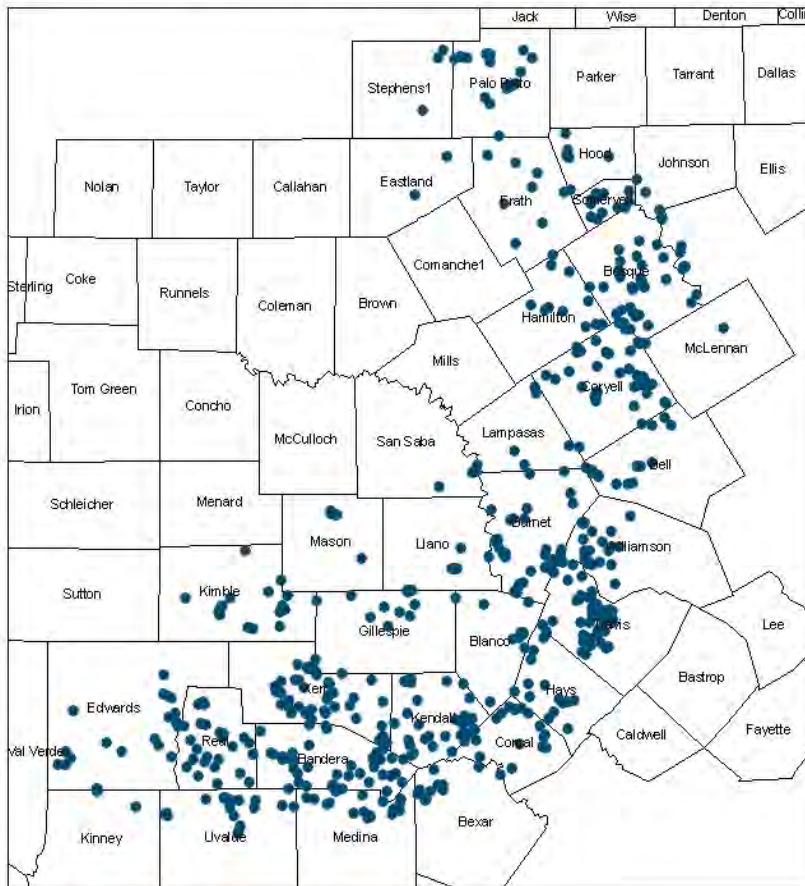 Jack Wise Denton Collin
Stephens1 Palo Pinto Parker Tarrant Dallas
Nolan Taylor Callahan Eastland Erath Hood Johnson Ellis
Somervell
Sterling Coke Runnels Coleman Brown Comanche1 Bosque
Hamilton
Irion Tom Green Concho Mills McLennan
McCulloch San Saba Lampasas Coryell
Schleicher Menard Bell
Mason Llano Burnet Williamson
Sutton Kimble
Gillespie Blanco Travis Lee
Val Verde Edwards Kerr Hays Bastrop
Real Bandera Kendall Comal Caldwell Fayette
Kinney Uvalde Medina Bexar